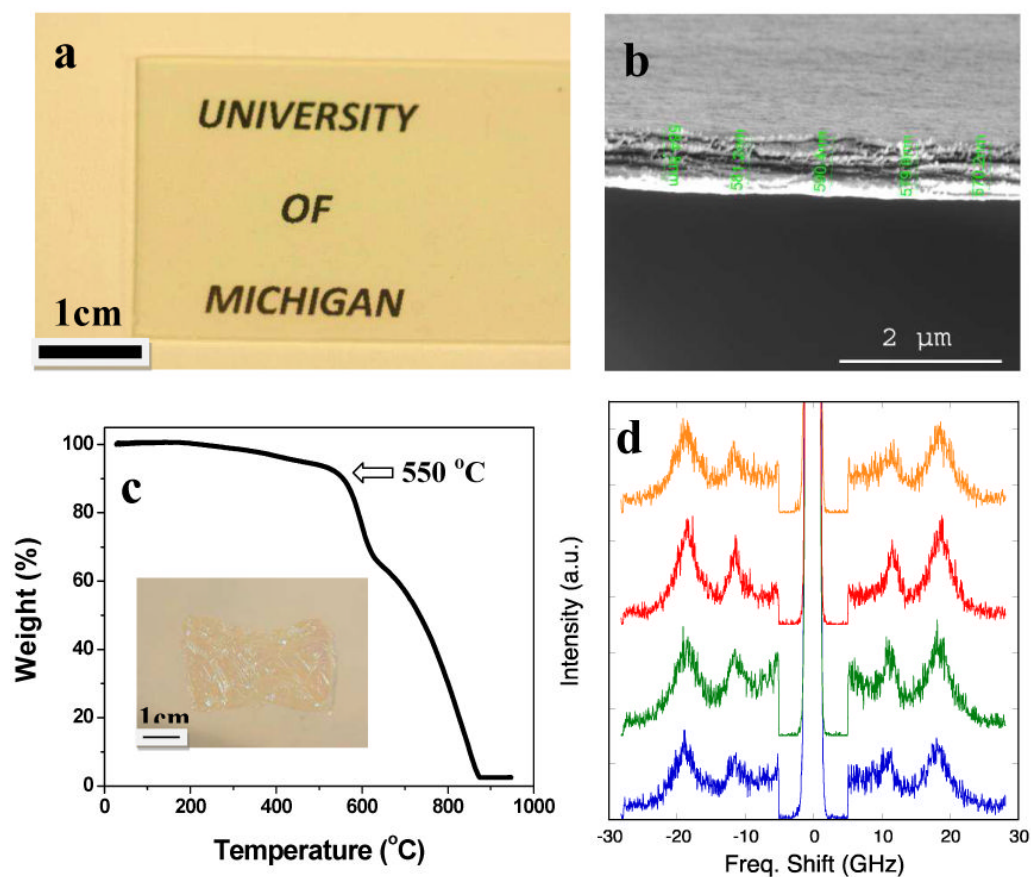 a
UNIVERSITY
OF
MICHIGAN
1cm
b
2 µm
c
550 °C
1cm
Weight (%)
100
80
60
40
20
0
0 200 400 600 800 1000
Temperature (°C)
d
Intensity (a.u.)
-30 -20 -10 0 10 20 30
Freq. Shift (GHz)